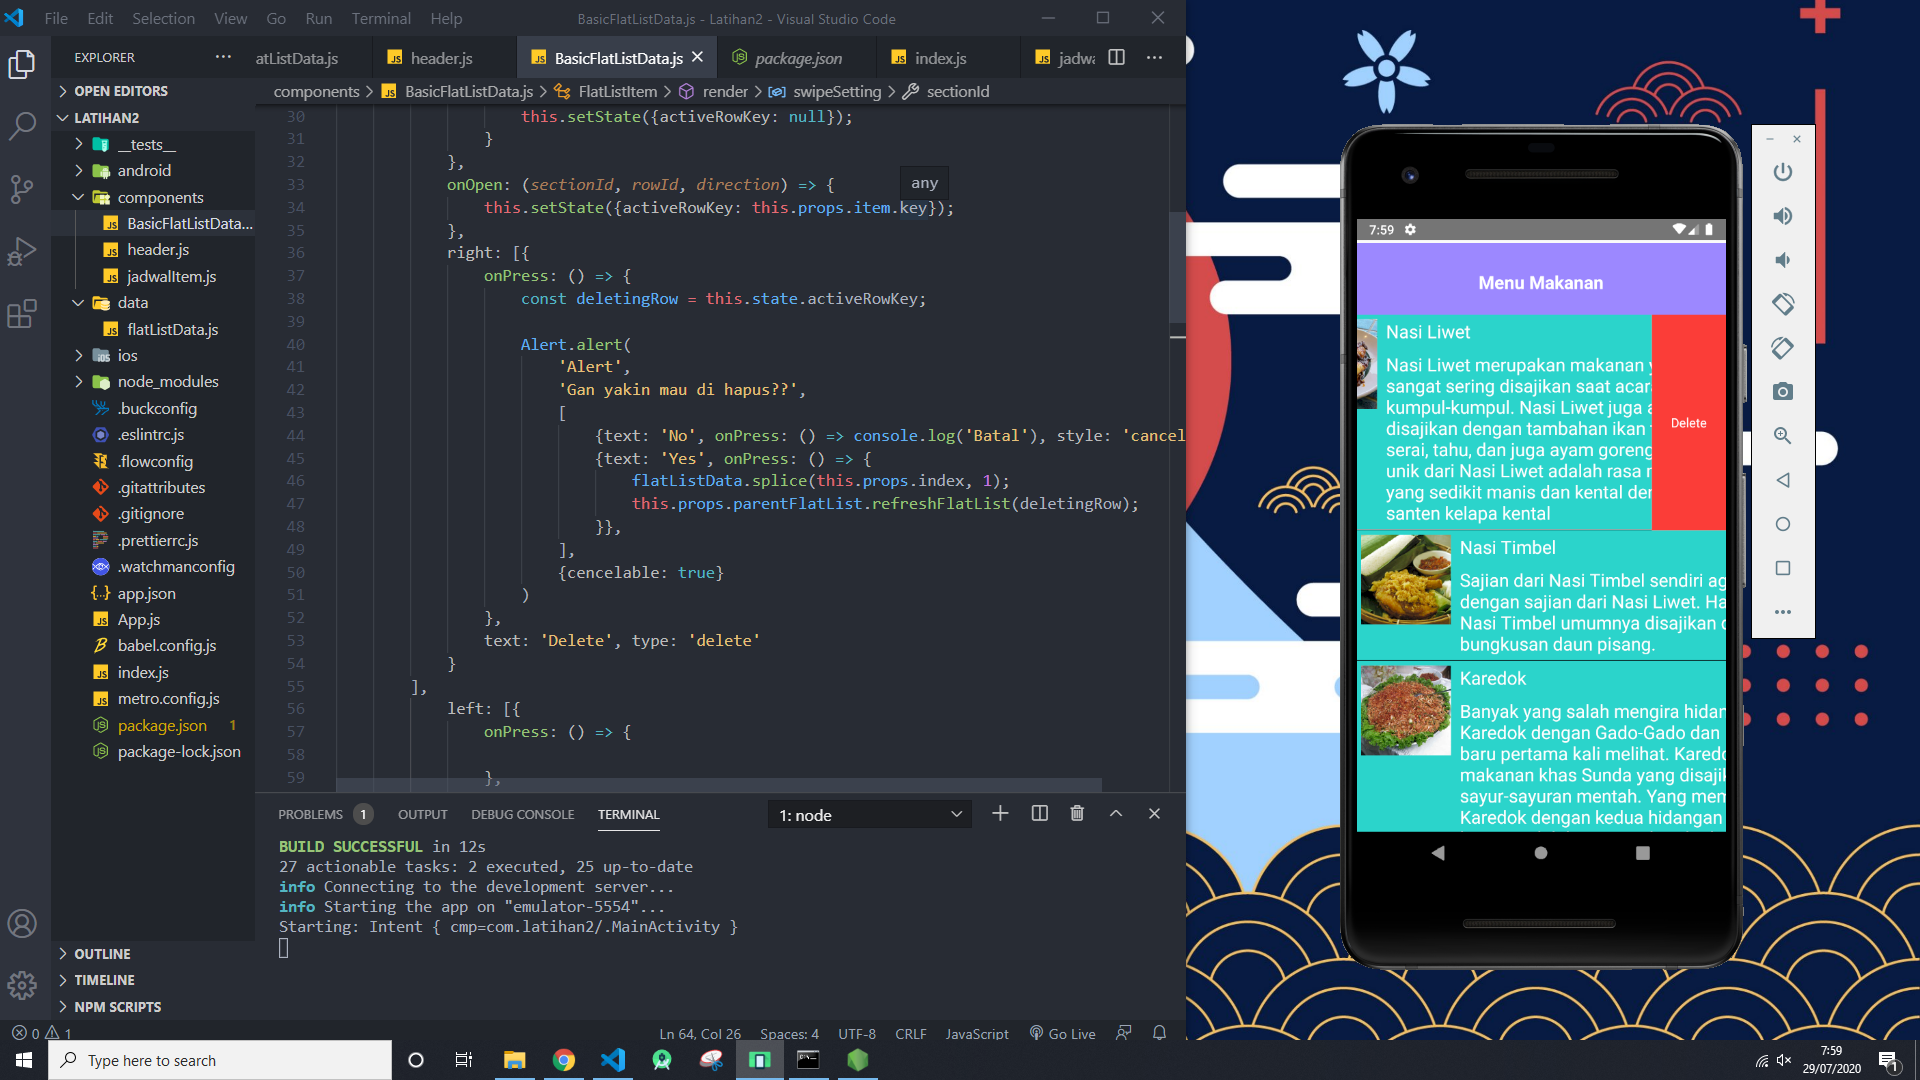 File Edit Selection View Go Run Terminal Help
BasicFlatListData.js - Latihan2 - Visual Studio Code
EXPLORER
OPEN EDITORS
LATIHAN2
__tests__
android
components
BasicFlatListData...
header.js
jadwalItem.js
data
flatListData.js
ios
node_modules
.buckconfig
.eslintrc.js
.flowconfig
.gitattributes
.gitignore
.prettierrc.js
.watchmanconfig
app.json
App.js
babel.config.js
index.js
metro.config.js
package.json 1
package-lock.json
OUTLINE
TIMELINE
NPM SCRIPTS
atListData.js header.js BasicFlatListData.js package.json index.js jadwa
components > BasicFlatListData.js > FlatListItem > render > swipeSetting > sectionId
30 this.setState({activeRowKey: null});
31 }
32 },
33 onOpen: (sectionId, rowId, direction) => {
any
34 this.setState({activeRowKey: this.props.item.key});
35 },
36 right: [{
37 onPress: () => {
38 const deletingRow = this.state.activeRowKey;
39
40 Alert.alert(
41 'Alert',
42 'Gan yakin mau di hapus??',
43 [
44 {text: 'No', onPress: () => console.log('Batal'), style: 'cancel
45 {text: 'Yes', onPress: () => {
46 flatListData.splice(this.props.index, 1);
47 this.props.parentFlatList.refreshFlatList(deletingRow);
48 }},
49 ],
50 {cencelable: true}
51 )
52 },
53 text: 'Delete', type: 'delete'
54 }
55 ],
56 left: [{
57 onPress: () => {
58
59 },
PROBLEMS 1 OUTPUT DEBUG CONSOLE TERMINAL 1: node
BUILD SUCCESSFUL in 12s
27 actionable tasks: 2 executed, 25 up-to-date
info Connecting to the development server...
info Starting the app on "emulator-5554"...
Starting: Intent { cmp=com.latihan2/.MainActivity }
0 1 Ln 64, Col 26 Spaces: 4 UTF-8 CRLF JavaScript Go Live
7:59
Menu Makanan
Nasi Liwet
Nasi Liwet merupakan makanan
sangat sering disajikan saat acar
kumpul-kumpul. Nasi Liwet juga
disajikan dengan tambahan ikan
serai, tahu, dan juga ayam goreng
unik dari Nasi Liwet adalah rasa
yang sedikit manis dan kental der
santen kelapa kental
Delete
Nasi Timbel
Sajian dari Nasi Timbel sendiri ag
dengan sajian dari Nasi Liwet. Ha
Nasi Timbel umumnya disajikan
bungkusan daun pisang.
Karedok
Banyak yang salah mengira hidan
Karedok dengan Gado-Gado dan
baru pertama kali melihat. Karedo
makanan khas Sunda yang disajik
sayur-sayuran mentah. Yang mem
Karedok dengan kedua hidangan
Type here to search
7:59
29/07/2020
1